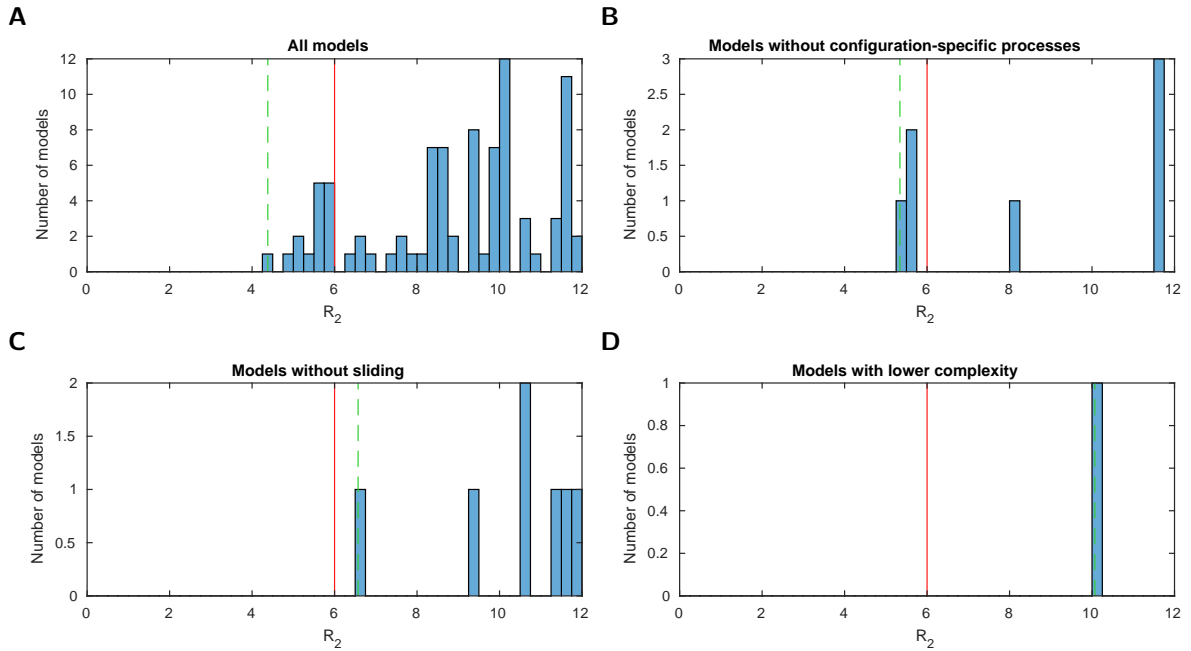 A
All models
12
10
8
6
4
2
0
Number of models
0 2 4 6 8 10 12
R2
B
Models without configuration-specific processes
3
2.5
2
1.5
1
0.5
0
Number of models
0 2 4 6 8 10 12
R2
C
Models without sliding
2
1.5
1
0.5
0
Number of models
0 2 4 6 8 10 12
R2
D
Models with lower complexity
1
0.8
0.6
0.4
0.2
0
Number of models
0 2 4 6 8 10 12
R2